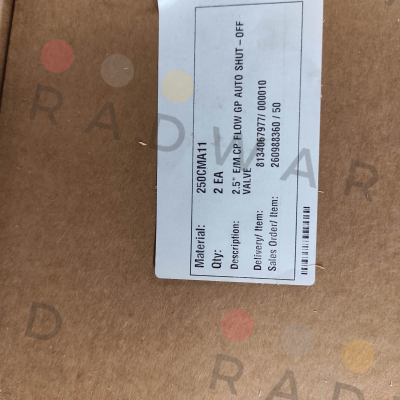 Material: 250CMA11
Qty: 2 EA
Description: 2.5" E/M CP FLOW GP AUTO SHUT-OFF
VALVE
Delivery/ Item: 8134067977/ 000010
Sales Order/ Item: 260988360 / 50
RADWAR
D
RADWAR